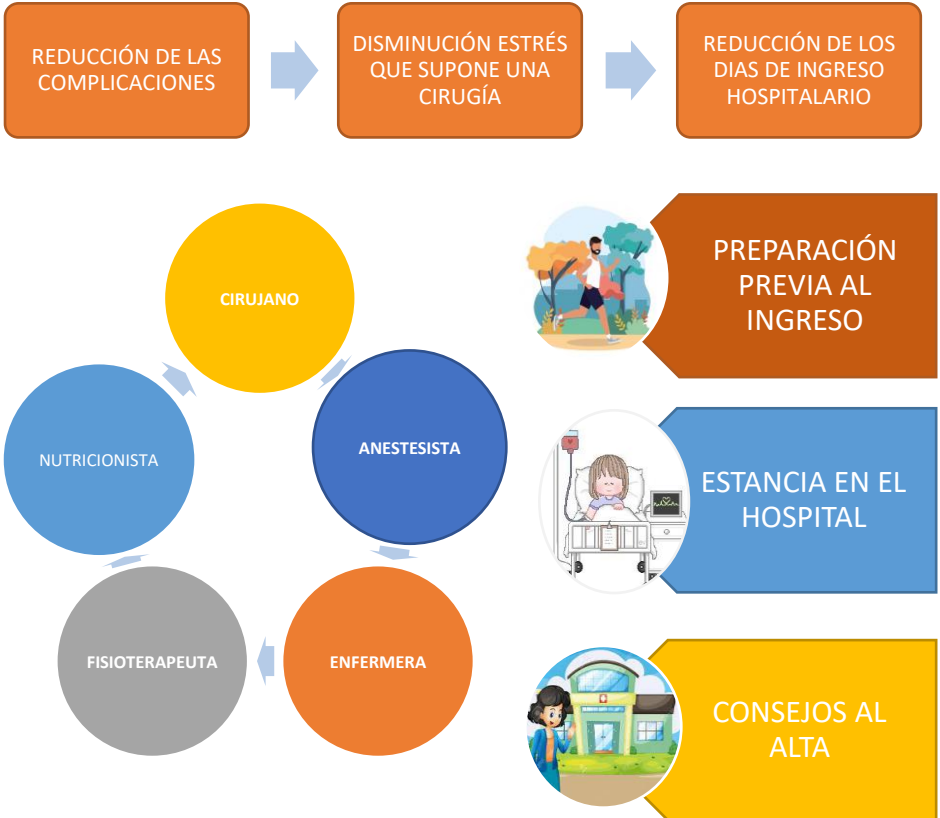 REDUCCIÓN DE LAS
COMPLICACIONES
DISMINUCIÓN ESTRÉS
QUE SUPONE UNA
CIRUGÍA
REDUCCIÓN DE LOS
DIAS DE INGRESO
HOSPITALARIO
CIRUJANO
ANESTESISTA
ENFERMERA
FISIOTERAPEUTA
NUTRICIONISTA
PREPARACIÓN
PREVIA AL
INGRESO
ESTANCIA EN EL
HOSPITAL
CONSEJOS AL
ALTA